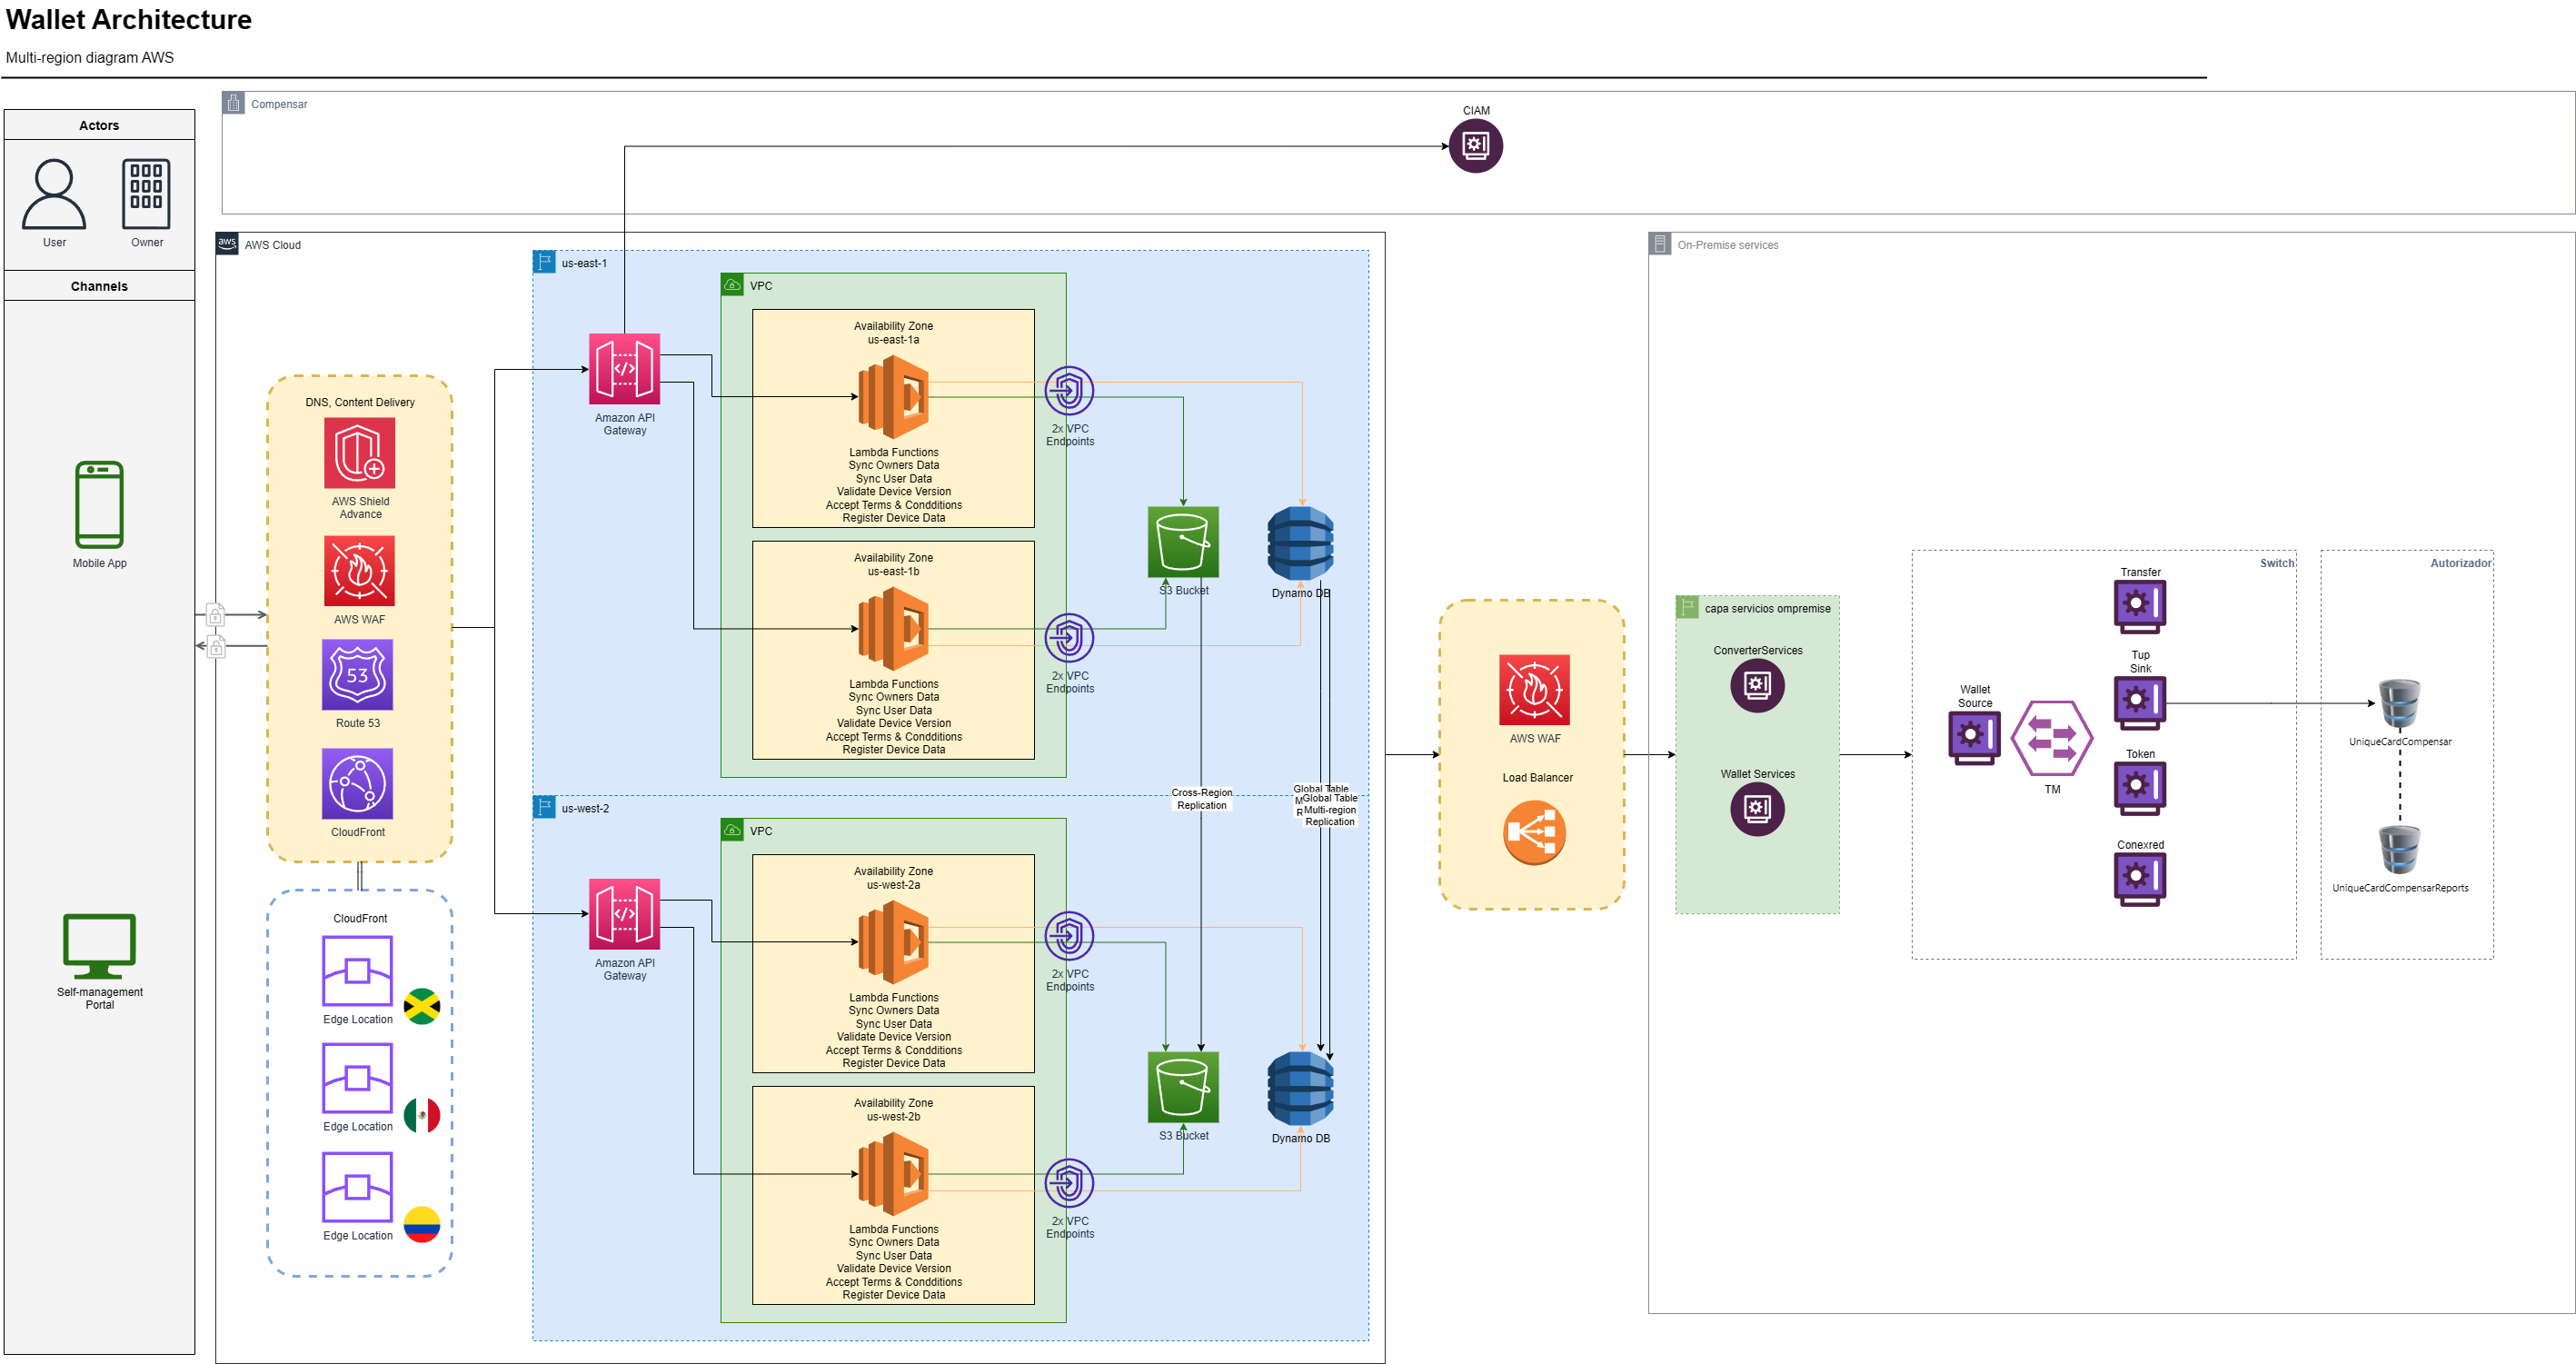 Wallet Architecture
Multi-region diagram AWS
Actors
User
Owner
Channels
Mobile App
Self-management
Portal
Compensar
CIAM
aws
AWS Cloud
DNS, Content Delivery
AWS Shield
Advance
AWS WAF
53
Route 53
CloudFront
CloudFront
Edge Location
Edge Location
Edge Location
us-east-1
Amazon API
Gateway
VPC
Availability Zone
us-east-1a
Lambda Functions
Sync Owners Data
Sync User Data
Validate Device Version
Accept Terms & Condditions
Register Device Data
2x VPC
Endpoints
Availability Zone
us-east-1b
Lambda Functions
Sync Owners Data
Sync User Data
Validate Device Version
Accept Terms & Condditions
Register Device Data
2x VPC
Endpoints
S3 Bucket
Dynamo DB
Cross-Region
Replication
Global Table
M
R
Global Table
Multi-region
Replication
us-west-2
Amazon API
Gateway
VPC
Availability Zone
us-west-2a
Lambda Functions
Sync Owners Data
Sync User Data
Validate Device Version
Accept Terms & Condditions
Register Device Data
2x VPC
Endpoints
Availability Zone
us-west-2b
Lambda Functions
Sync Owners Data
Sync User Data
Validate Device Version
Accept Terms & Condditions
Register Device Data
2x VPC
Endpoints
S3 Bucket
Dynamo DB
AWS WAF
Load Balancer
On-Premise services
capa servicios ompremise
ConverterServices
Wallet Services
Switch
Wallet
Source
TM
Transfer
Tup
Sink
Token
Conexred
Autorizador
UniqueCardCompensar
UniqueCardCompensarReports